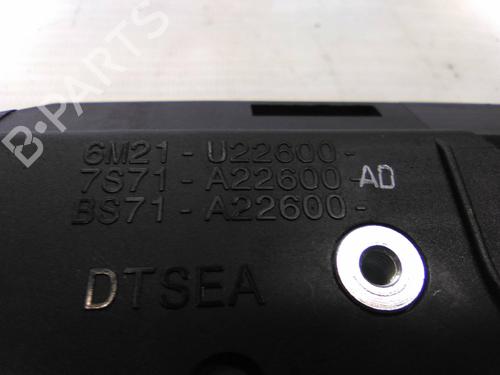 6M21-U22600-
7S71-A22600-AD
BS71-A22600-
DTSEA
B-PARTS